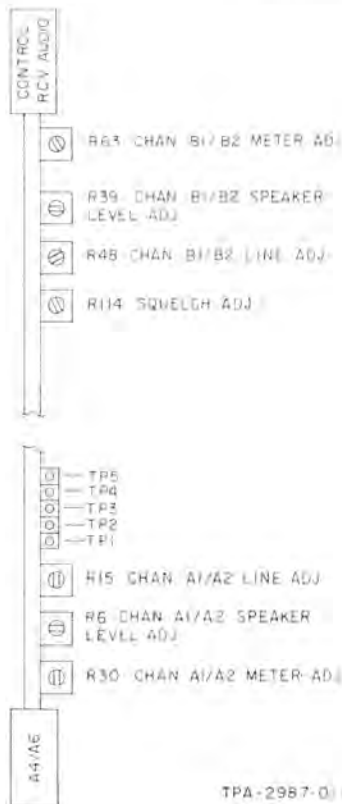 CONTROL
RCV AUDIO
R63 CHAN B1/B2 METER ADJ
R39 CHAN B1/B2 SPEAKER
LEVEL ADJ
R48 CHAN B1/B2 LINE ADJ
R114 SQUELCH ADJ
TP5
TP4
TP3
TP2
TP1
R15 CHAN A1/A2 LINE ADJ
R6 CHAN A1/A2 SPEAKER
LEVEL ADJ
R30 CHAN A1/A2 METER ADJ
A4/A6
TPA-2987-0